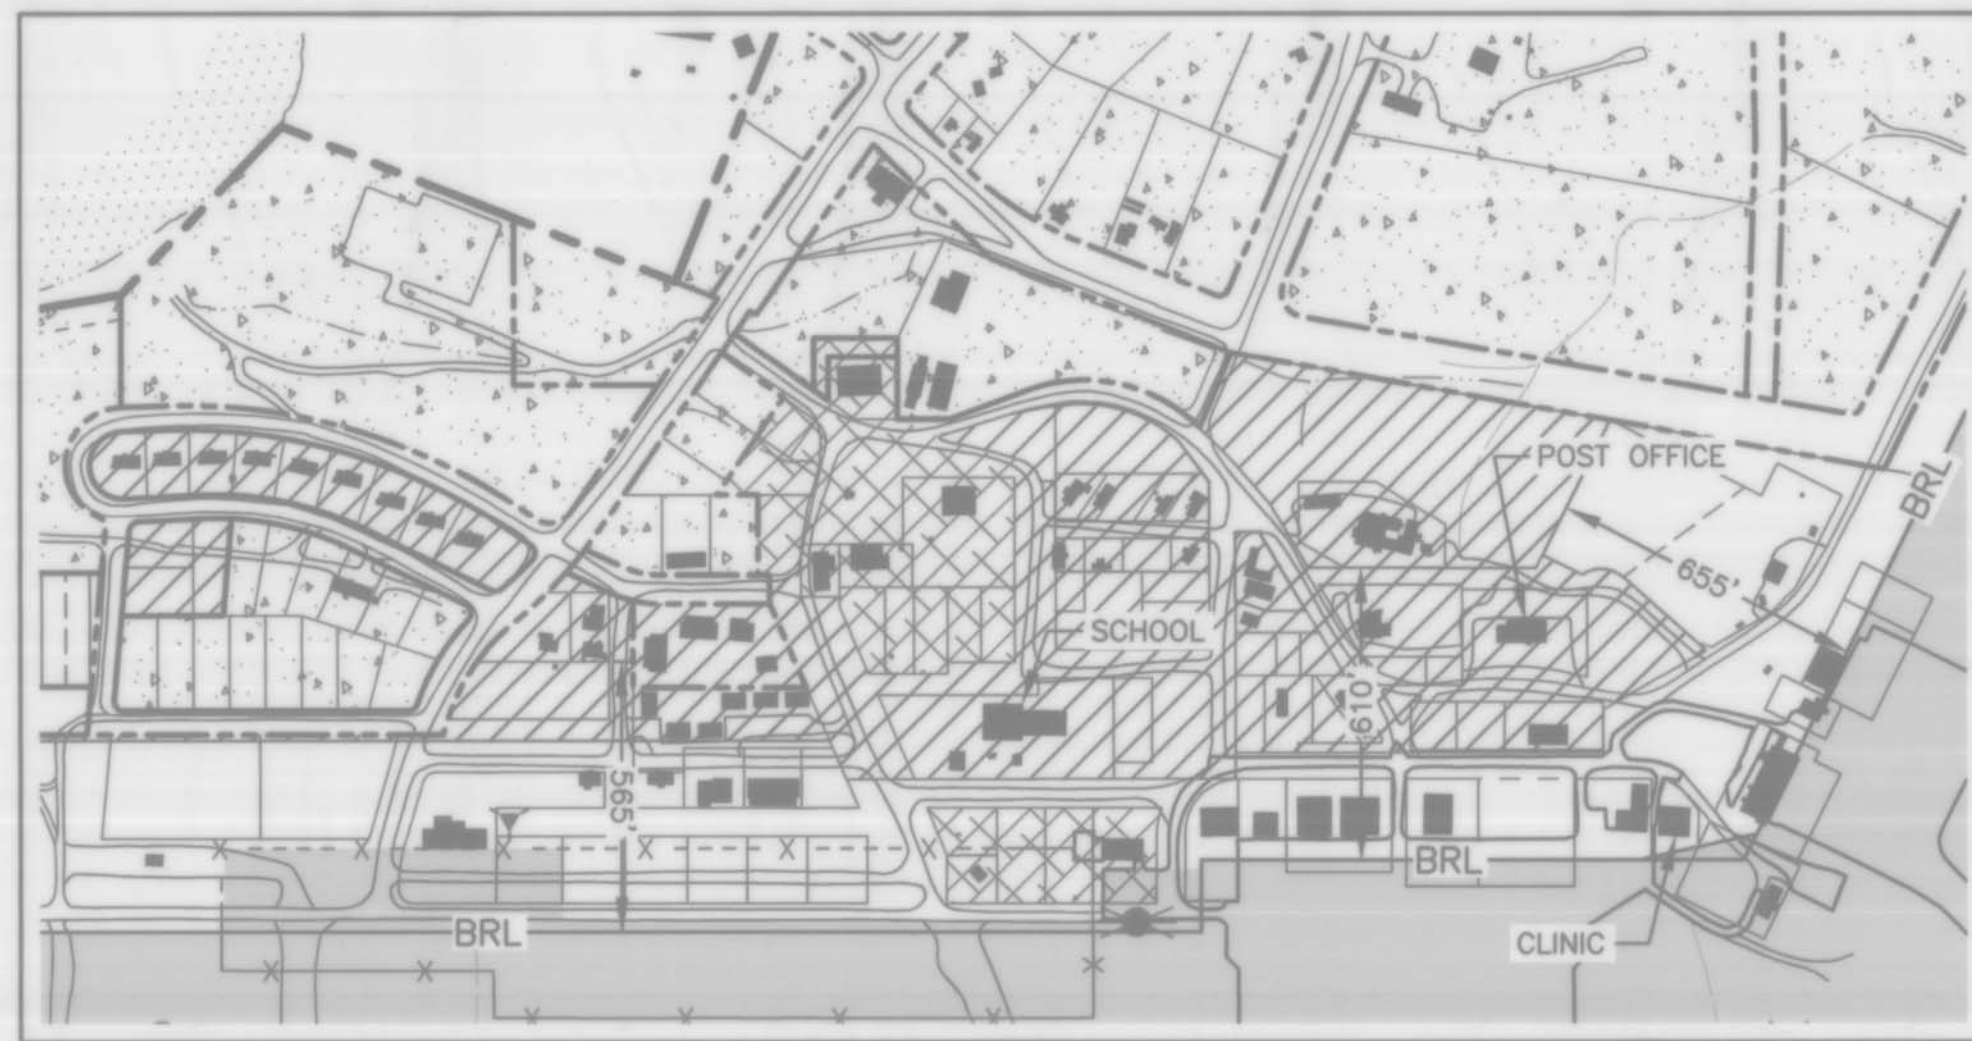 POST OFFICE
BRL
655'
SCHOOL
610'
565'
BRL
BRL
CLINIC